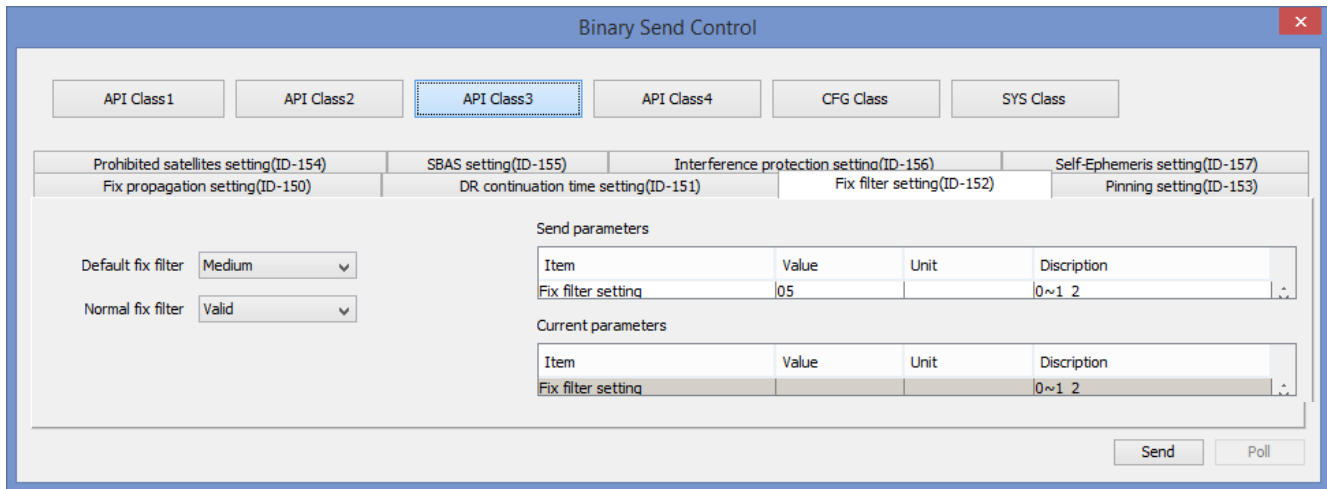 Binary Send Control
API Class1 API Class2 API Class3 API Class4 CFG Class SYS Class
Prohibited satellites setting(ID-154) SBAS setting(ID-155) Interference protection setting(ID-156) Self-Ephemeris setting(ID-157)
Fix propagation setting(ID-150) DR continuation time setting(ID-151) Fix filter setting(ID-152) Pinning setting(ID-153)
Send parameters
Default fix filter Medium
Item Value Unit Discription
Fix filter setting 05 0~1 2
Normal fix filter Valid
Current parameters
Item Value Unit Discription
Fix filter setting 0~1 2
Send Poll